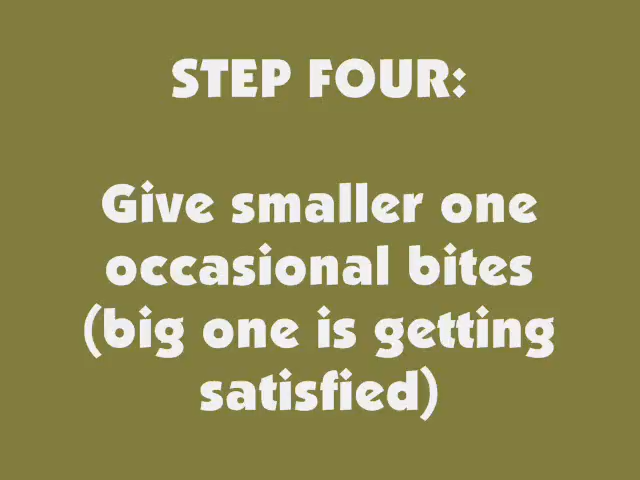 STEP FOUR:
Give smaller one
occasional bites
(big one is getting
satisfied)